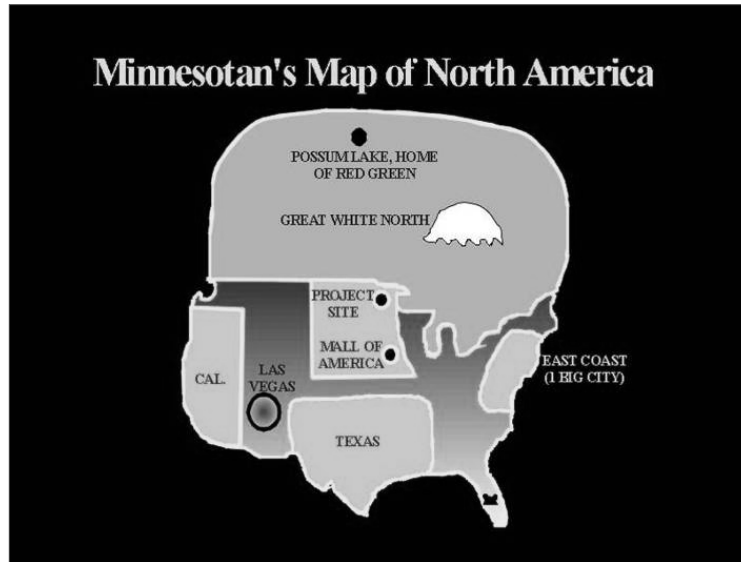 Minnesotan's Map of North America
POSSUM LAKE, HOME
OF RED GREEN
GREAT WHITE NORTH
PROJECT
SITE
MALL OF
AMERICA
EAST COAST
(1 BIG CITY)
CAL.
LAS
VEGAS
TEXAS